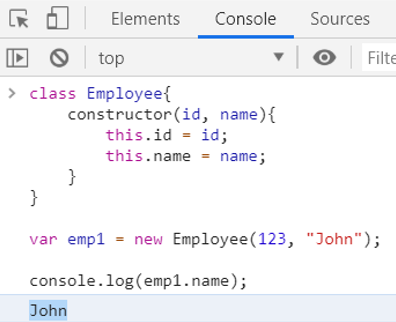 Elements Console Sources
top Filte
> class Employee{
    constructor(id, name){
        this.id = id;
        this.name = name;
    }
}
var emp1 = new Employee(123, "John");
console.log(emp1.name);
John